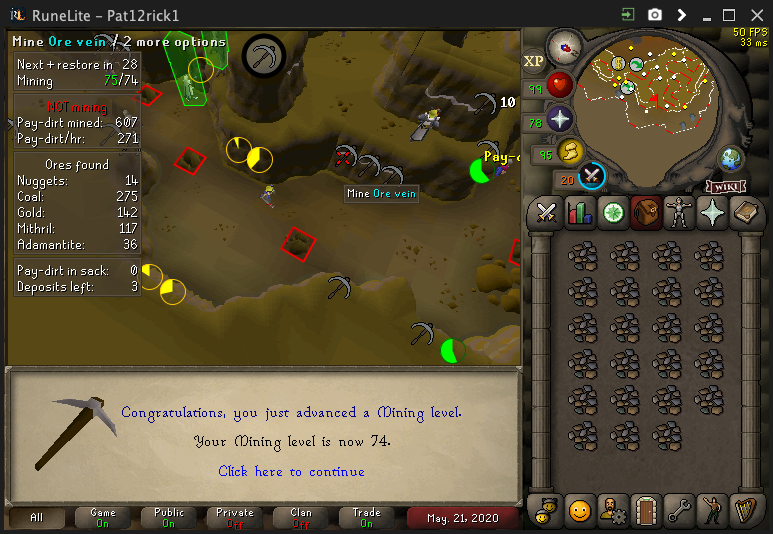 RuneLite - Pat12rick1
Mine Ore vein / 2 more options
50 FPS
33 ms
Next + restore in 28
Mining 75/74
NOT mining
Pay-dirt mined: 607
Pay-dirt/hr: 271
Ores found
Nuggets: 14
Coal: 275
Gold: 142
Mithril: 117
Adamantite: 36
Pay-dirt in sack: 0
Deposits left: 3
10
Pay-d
Mine Ore vein
XP
99
78
95
20
WIKI
Congratulations, you just advanced a Mining level.
Your Mining level is now 74.
Click here to continue
All
Game
On
Public
On
Private
Off
Clan
Off
Trade
On
May. 21, 2020